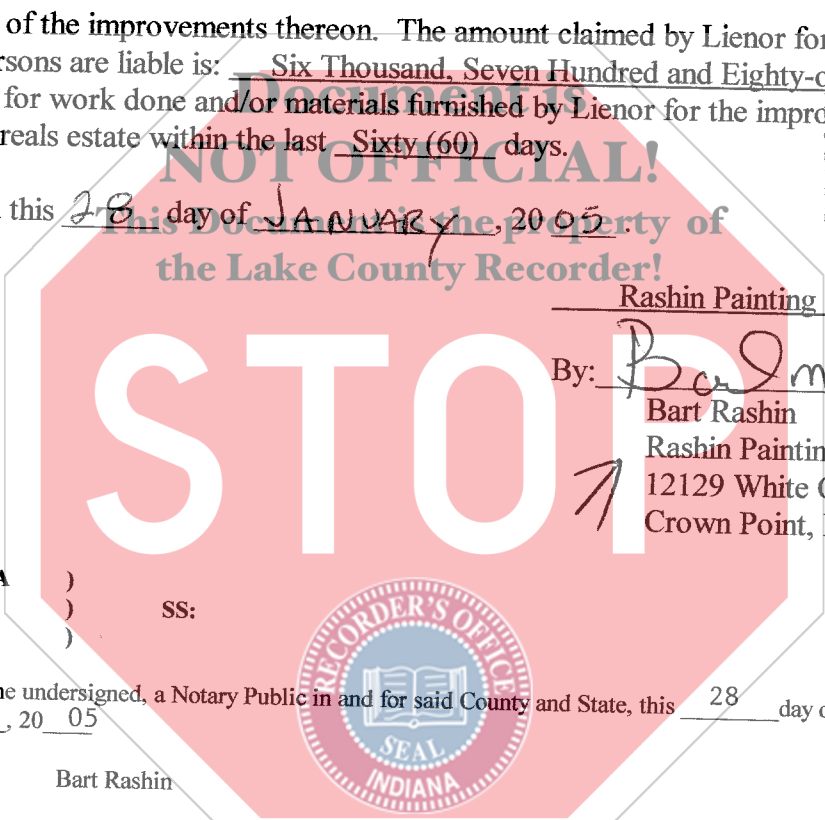 of the improvements thereon. The amount claimed by Lienor for
rsons are liable is: Six Thousand, Seven Hundred and Eighty-o
Document is
for work done and/or materials furnished by Lienor for the impro
reals estate within the last Sixty (60) days.
NOT OFFICIAL!
this 28 day of JANUARY, 2005.
This Document is the property of
the Lake County Recorder!
Rashin Painting
STOP
By:
Bart Rashin
Rashin Paintin
12129 White
Crown Point,
A )
) SS:
)
RECORDER'S OFFICE
SEAL
INDIANA
he undersigned, a Notary Public in and for said County and State, this 28 day o
, 20 05
Bart Rashin